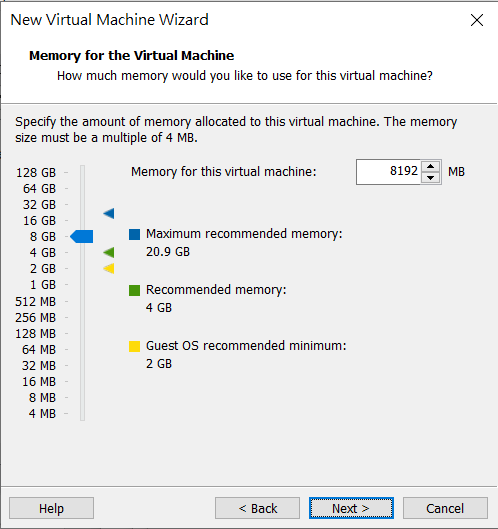 New Virtual Machine Wizard
Memory for the Virtual Machine
How much memory would you like to use for this virtual machine?
Specify the amount of memory allocated to this virtual machine. The memory
size must be a multiple of 4 MB.
Memory for this virtual machine: 8192 MB
128 GB
64 GB
32 GB
16 GB
8 GB
4 GB
2 GB
1 GB
512 MB
256 MB
128 MB
64 MB
32 MB
16 MB
8 MB
4 MB
Maximum recommended memory:
20.9 GB
Recommended memory:
4 GB
Guest OS recommended minimum:
2 GB
Help
< Back
Next >
Cancel